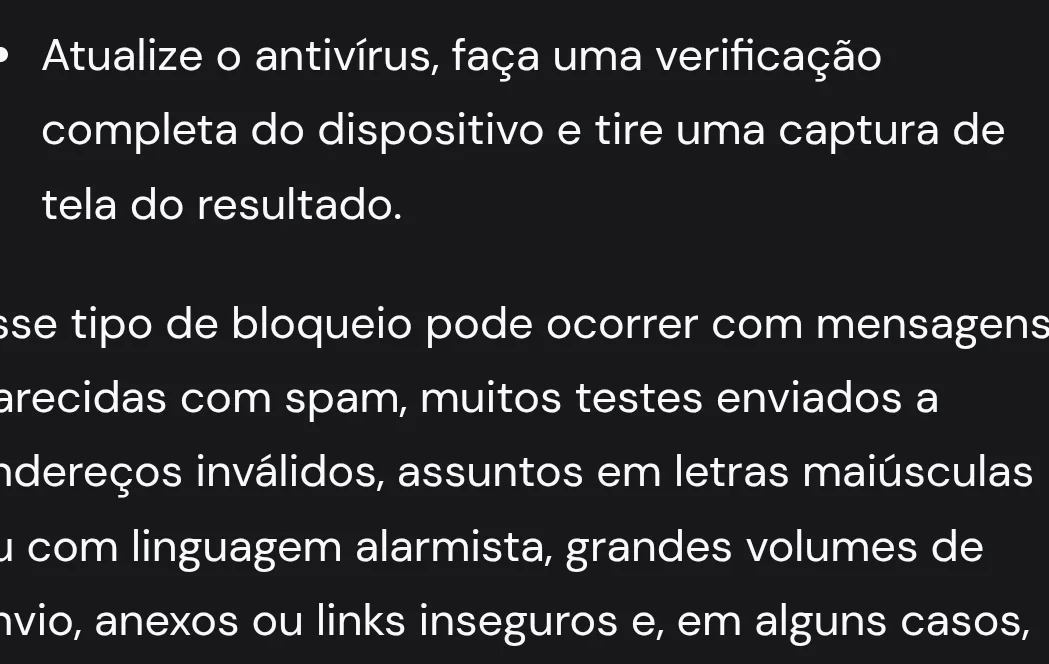 • Atualize o antivírus, faça uma verificação
completa do dispositivo e tire uma captura de
tela do resultado.
sse tipo de bloqueio pode ocorrer com mensagens
arecidas com spam, muitos testes enviados a
ndereços inválidos, assuntos em letras maiúsculas
u com linguagem alarmista, grandes volumes de
nvio, anexos ou links inseguros e, em alguns casos,